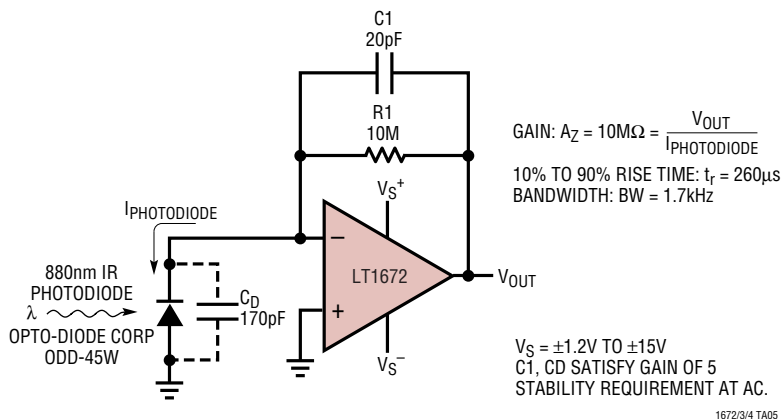 C1
20pF
R1
10M
GAIN: AZ = 10MΩ = VOUT / IPHOTODIODE
10% TO 90% RISE TIME: tr = 260µs
BANDWIDTH: BW = 1.7kHz
IPHOTODIODE
VS+
–
LT1672
+
VOUT
VS–
880nm IR
PHOTODIODE
λ
OPTO-DIODE CORP
ODD-45W
CD
170pF
VS = ±1.2V TO ±15V
C1, CD SATISFY GAIN OF 5
STABILITY REQUIREMENT AT AC.
1672/3/4 TA05